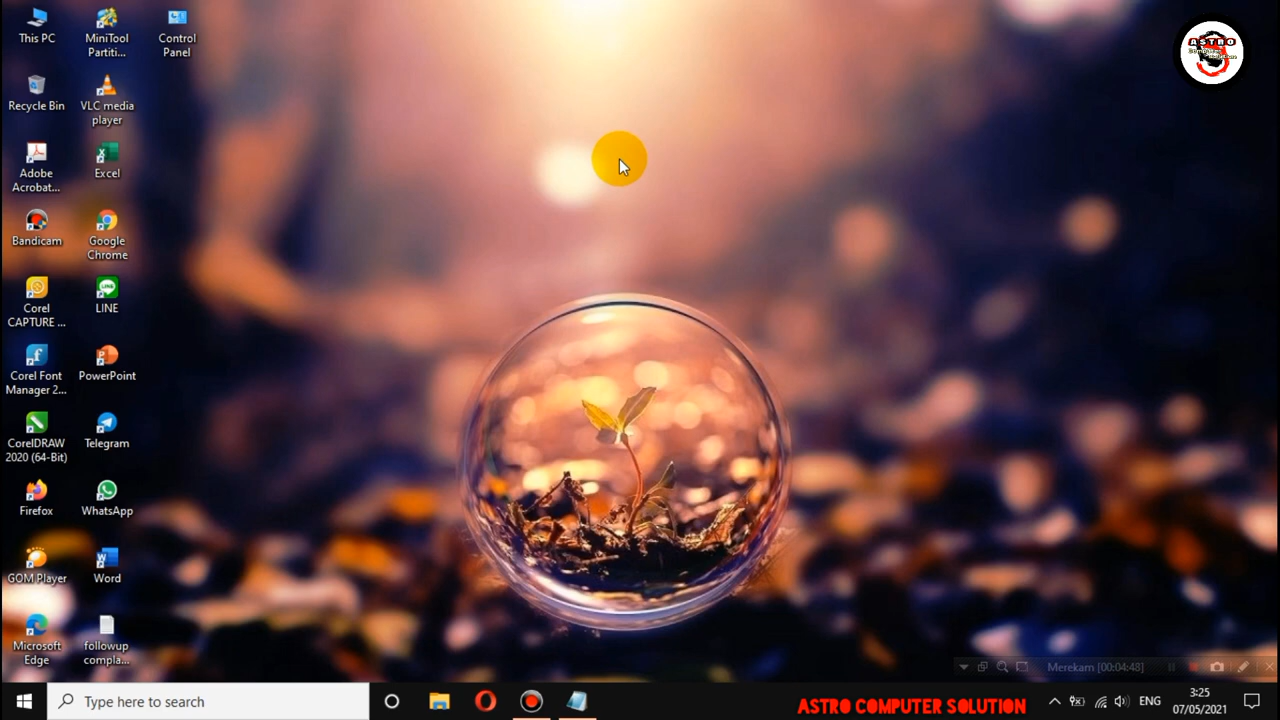 This PC
MiniTool
Partiti...
Control
Panel
Recycle Bin
VLC media
player
Adobe
Acrobat...
Excel
Bandicam
Google
Chrome
Corel
CAPTURE ...
LINE
Corel Font
Manager 2...
PowerPoint
CorelDRAW
2020 (64-Bit)
Telegram
Firefox
WhatsApp
GOM Player
Word
Microsoft
Edge
followup
compla...
ASTRO
Merekam [00:04:48]
Type here to search
ASTRO COMPUTER SOLUTION
ENG
3:25
07/05/2021